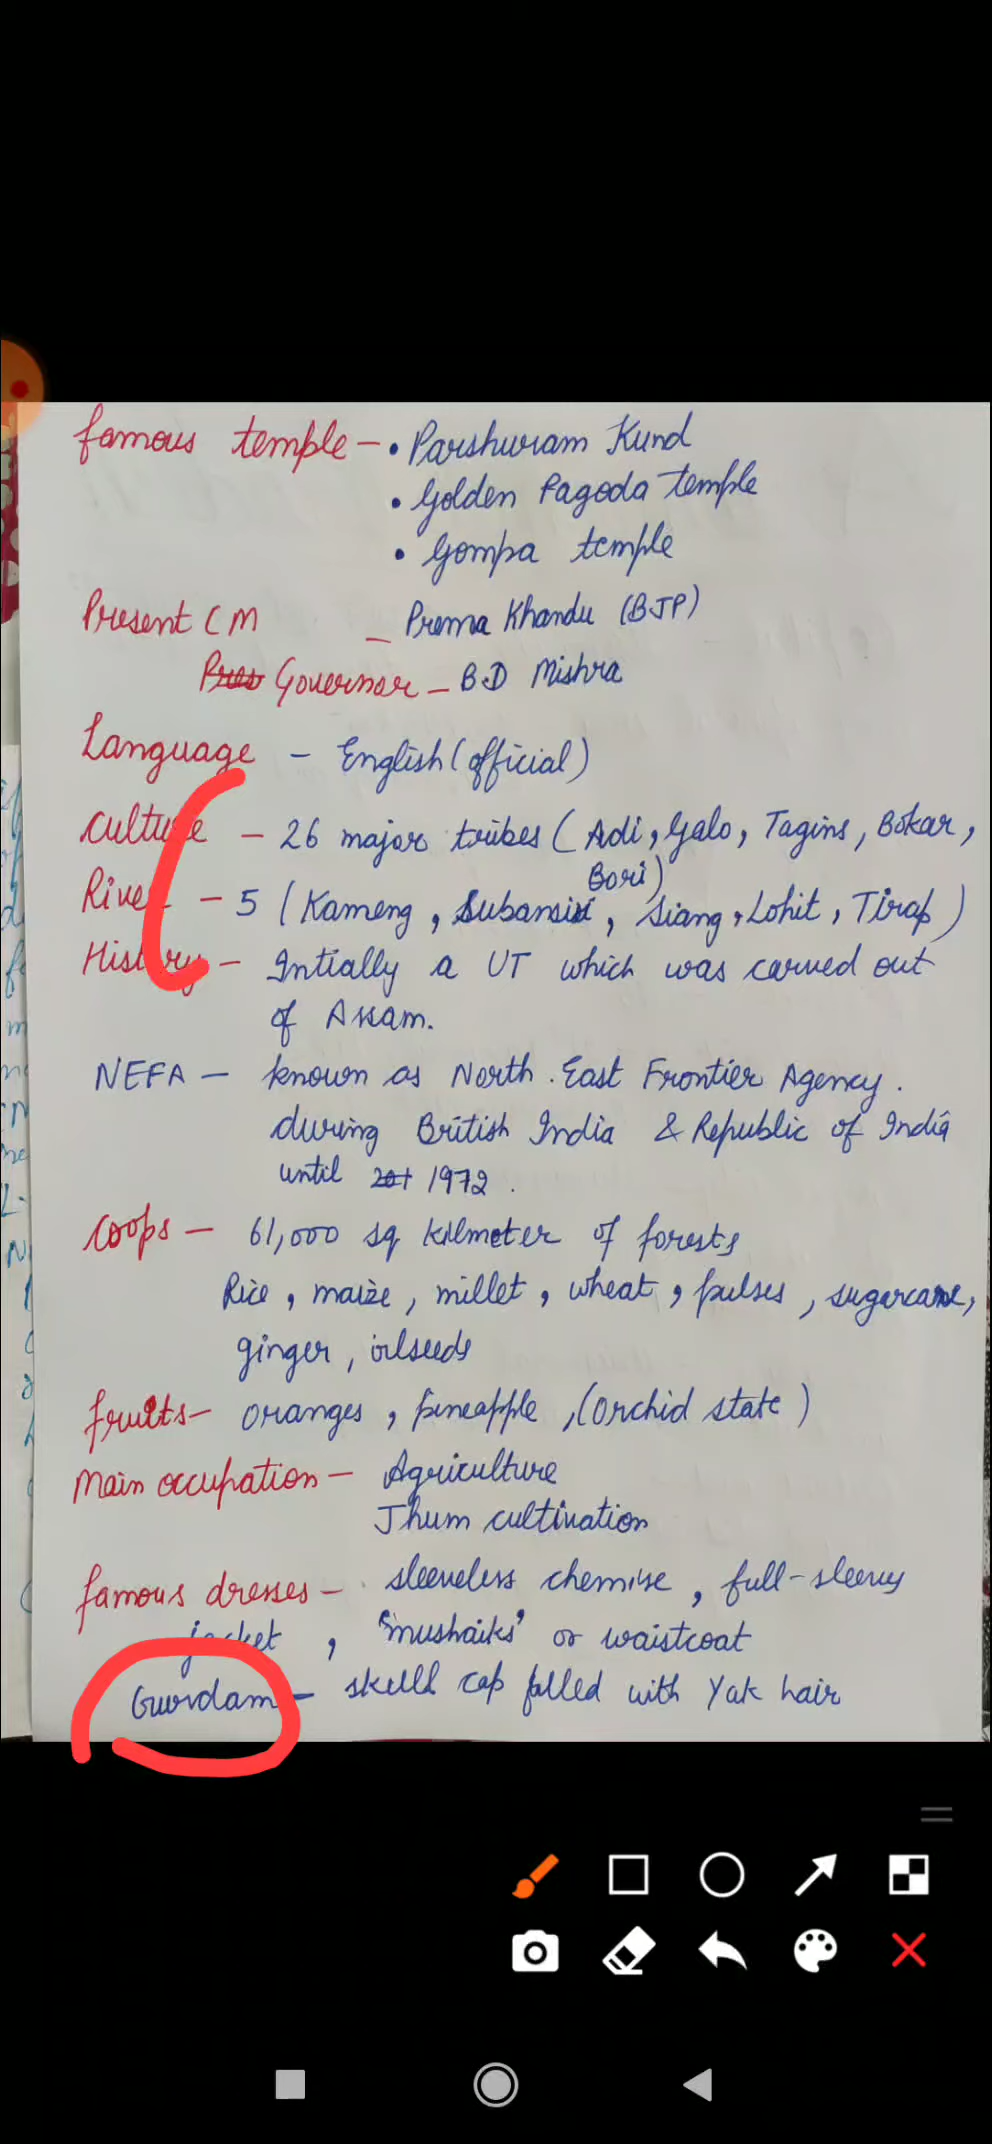 famous temple - • Parshuram Kund
• Golden Pagoda temple
• Gompa temple
Present CM - Prema Khandu (BJP)
Pres Governor - B.D Mishra
Language - English (official)
Culture - 26 major tribes ( Adi, Galo, Tagins, Bokar,
Bori)
River - 5 ( Kameng, Subansiri, Siang, Lohit, Tirap)
History - Intially a UT which was carved out
of Assam.
NEFA - known as North. East Frontier Agency.
during British India & Republic of India
until 201 1972.
Coops - 61,000 sq kilmeter of forests
Rice, maize, millet, wheat, pulses, sugarcane,
ginger, oilseeds
fruits - oranges, pineapple, (orchid state)
Main occupation - Agriculture
Jhum cultivation
famous dresses - sleeveless chemise, full-sleeves
jacket, "mushaiks" or waistcoat
Gurdam - skull cap falled with Yak hair